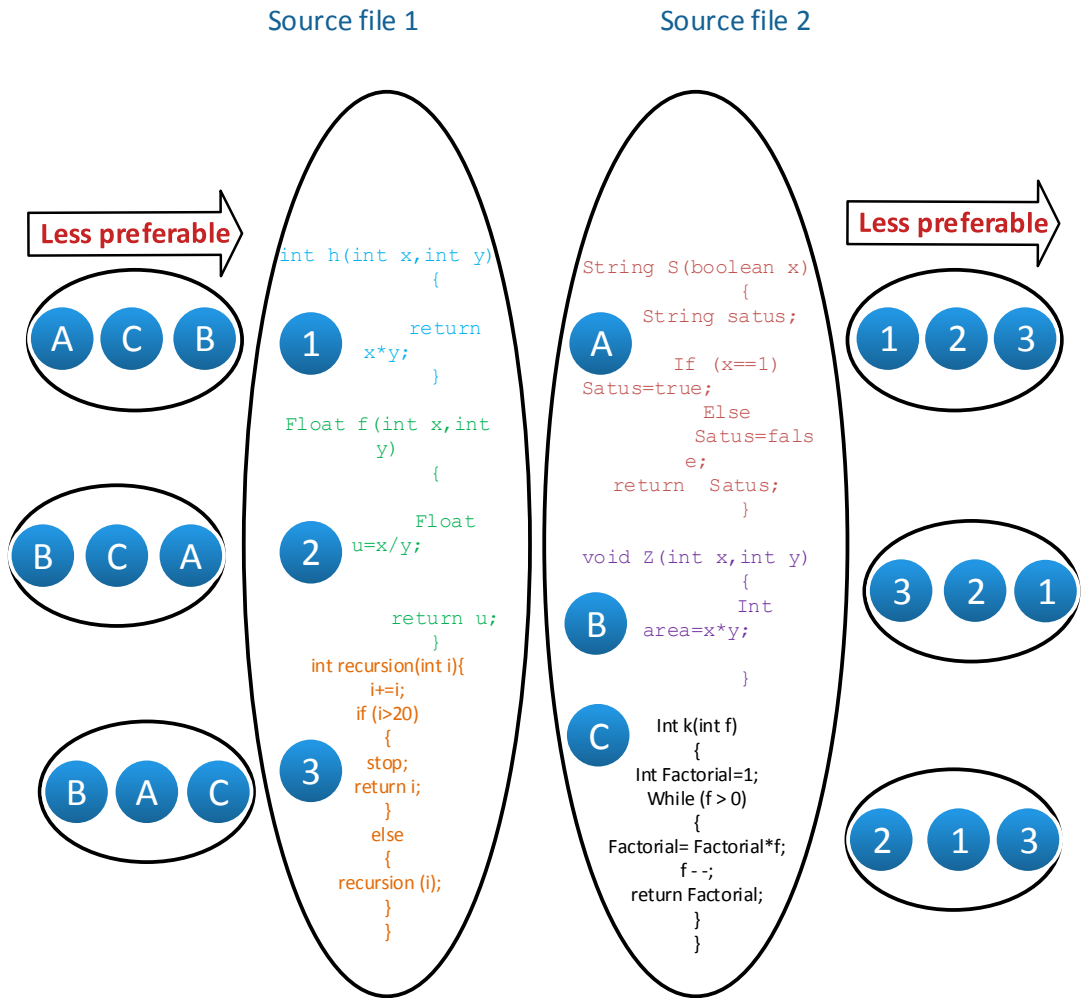 Source file 1
Source file 2
Less preferable
A C B
B C A
B A C
int h(int x,int y)
{
return
x*y;
}
1
Float f(int x,int
y)
{
Float
u=x/y;
return u;
}
2
int recursion(int i){
i+=i;
if (i>20)
{
stop;
return i;
}
else
{
recursion (i);
}
}
3
String S(boolean x)
{
String satus;
If (x==1)
Satus=true;
Else
Satus=fals
e;
return Satus;
}
A
void Z(int x,int y)
{
Int
area=x*y;
}
B
Int k(int f)
{
Int Factorial=1;
While (f > 0)
{
Factorial= Factorial*f;
f - -;
return Factorial;
}
}
C
Less preferable
1 2 3
3 2 1
2 1 3